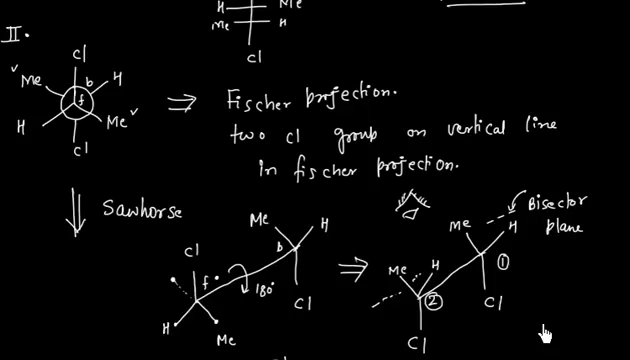 H Me
Me H
Cl
II.
Cl
Me b H
f
H Me
Cl
⇒ Fischer projection.
two Cl group on vertical line
in fischer projection.
Sawhorse
Bisector
plane
Me H
b
Cl
f
180°
H
Me
Cl
⇒
Me H
①
Cl
Me H
②
Cl